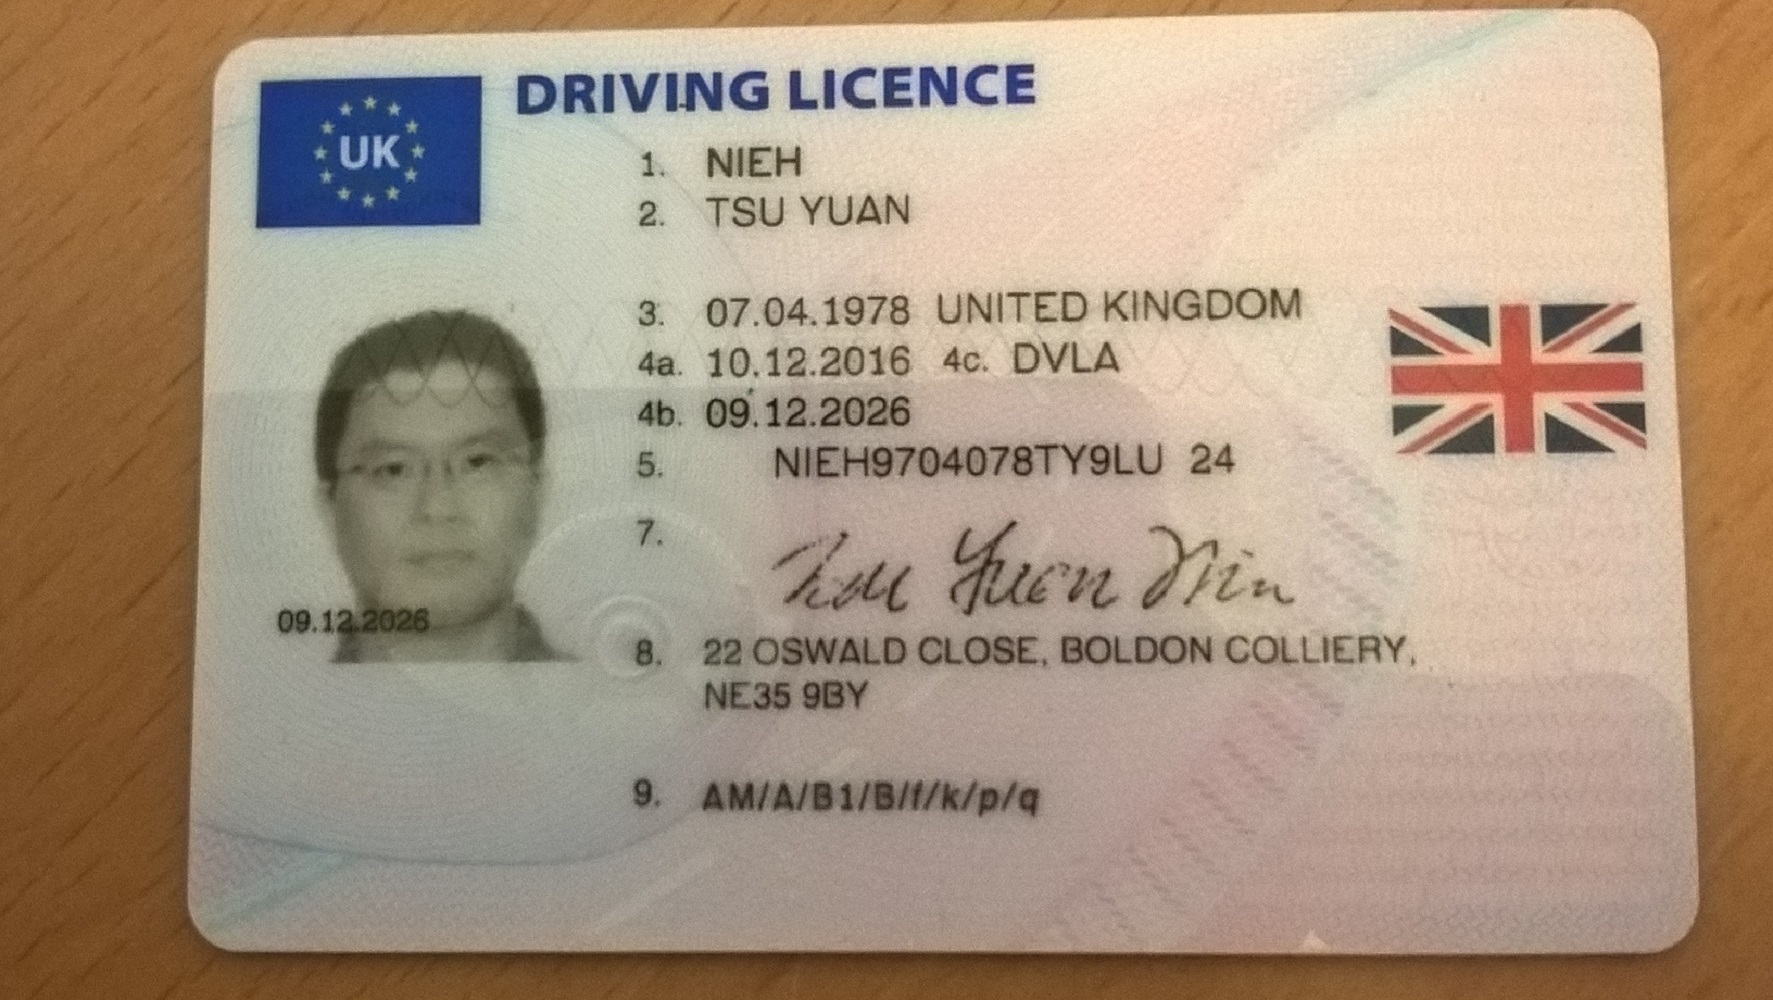 UK
DRIVING LICENCE
1. NIEH
2. TSU YUAN
3. 07.04.1978 UNITED KINGDOM
4a. 10.12.2016 4c. DVLA
4b. 09.12.2026
5. NIEH9704078TY9LU 24
7. Tsu Yuan Nieh
09.12.2026
8. 22 OSWALD CLOSE, BOLDON COLLIERY,
NE35 9BY
9. AM/A/B1/B/f/k/p/q